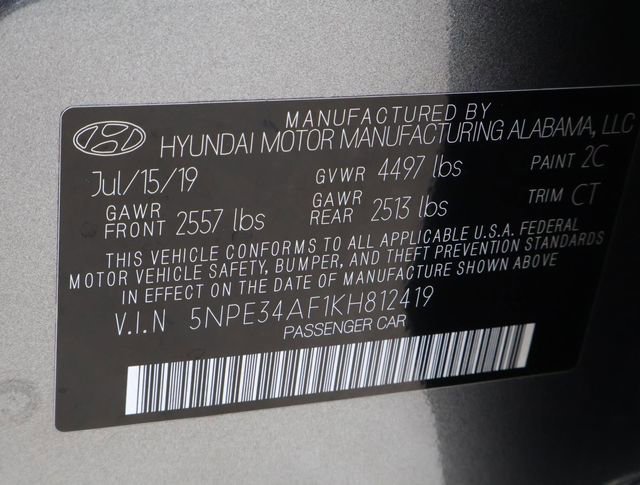 MANUFACTURED BY
HYUNDAI MOTOR MANUFACTURING ALABAMA, LLC
Jul/15/19 GVWR 4497 lbs PAINT 2C
GAWR FRONT 2557 lbs GAWR REAR 2513 lbs TRIM CT
THIS VEHICLE CONFORMS TO ALL APPLICABLE U.S.A. FEDERAL
MOTOR VEHICLE SAFETY, BUMPER, AND THEFT PREVENTION STANDARDS
IN EFFECT ON THE DATE OF MANUFACTURE SHOWN ABOVE
V.I.N 5NPE34AF1KH812419
PASSENGER CAR